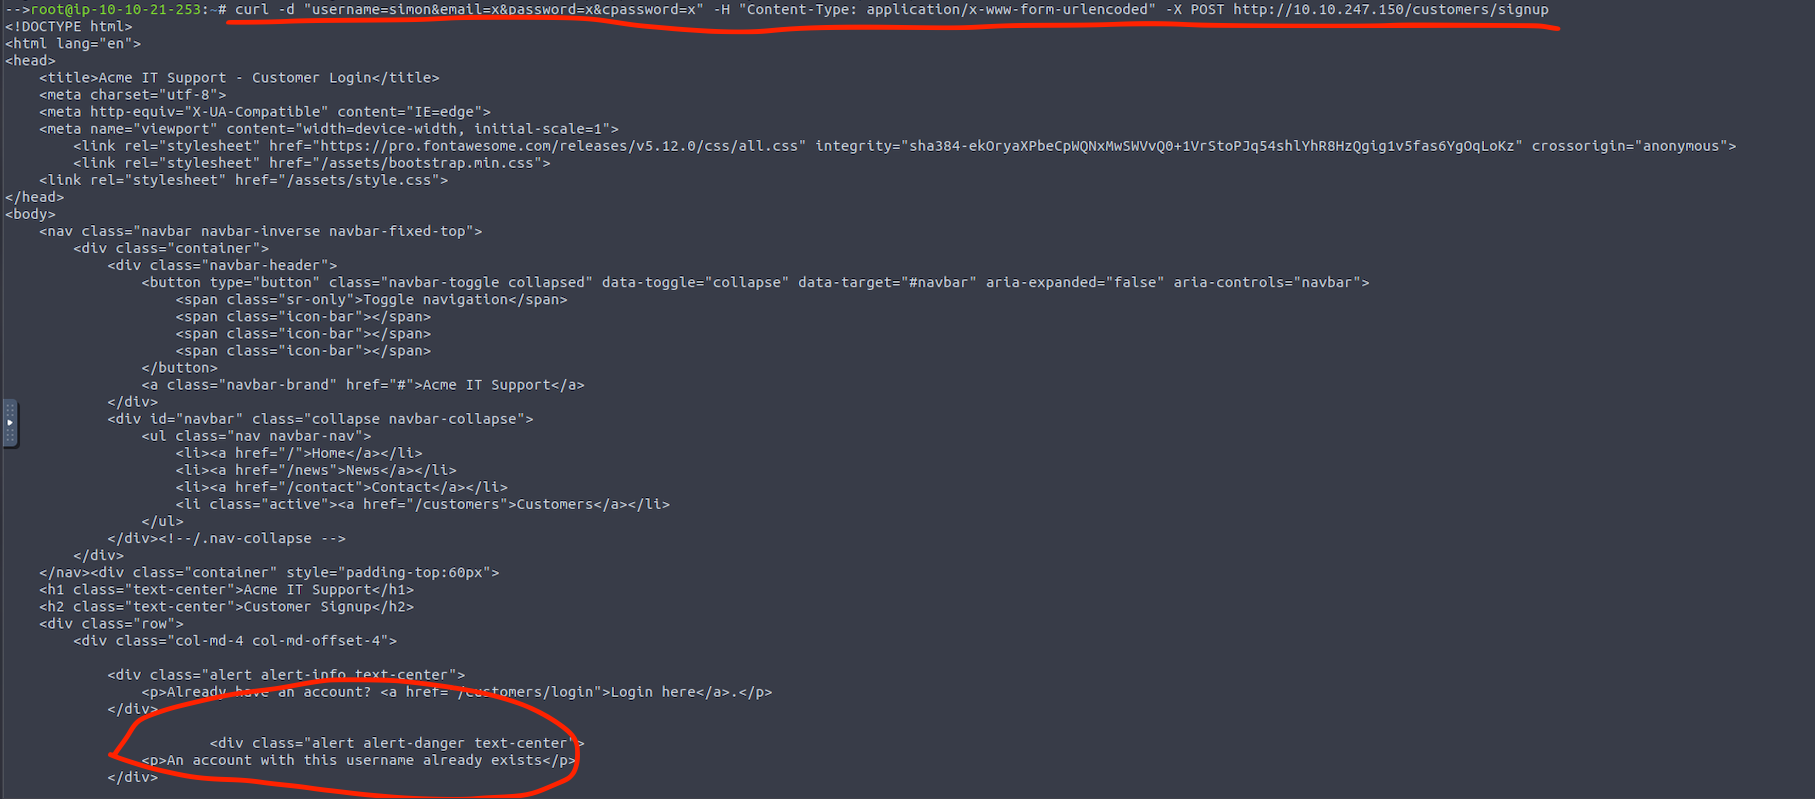 -->root@ip-10-10-21-253:~# curl -d "username=simon&email=x&password=x&cpassword=x" -H "Content-Type: application/x-www-form-urlencoded" -X POST http://10.10.247.150/customers/signup
<!DOCTYPE html>
<html lang="en">
<head>
    <title>Acme IT Support - Customer Login</title>
    <meta charset="utf-8">
    <meta http-equiv="X-UA-Compatible" content="IE=edge">
    <meta name="viewport" content="width=device-width, initial-scale=1">
        <link rel="stylesheet" href="https://pro.fontawesome.com/releases/v5.12.0/css/all.css" integrity="sha384-ekOryaXPbeCpWQNxMwSWVvQ0+1VrStoPJq54shlYhR8HzQgig1v5fas6YgOqLoKz" crossorigin="anonymous">
        <link rel="stylesheet" href="/assets/bootstrap.min.css">
    <link rel="stylesheet" href="/assets/style.css">
</head>
<body>
    <nav class="navbar navbar-inverse navbar-fixed-top">
        <div class="container">
            <div class="navbar-header">
                <button type="button" class="navbar-toggle collapsed" data-toggle="collapse" data-target="#navbar" aria-expanded="false" aria-controls="navbar">
                    <span class="sr-only">Toggle navigation</span>
                    <span class="icon-bar"></span>
                    <span class="icon-bar"></span>
                    <span class="icon-bar"></span>
                </button>
                <a class="navbar-brand" href="#">Acme IT Support</a>
            </div>
            <div id="navbar" class="collapse navbar-collapse">
                <ul class="nav navbar-nav">
                    <li><a href="/">Home</a></li>
                    <li><a href="/news">News</a></li>
                    <li><a href="/contact">Contact</a></li>
                    <li class="active"><a href="/customers">Customers</a></li>
                </ul>
            </div><!--/.nav-collapse -->
        </div>
    </nav><div class="container" style="padding-top:60px">
    <h1 class="text-center">Acme IT Support</h1>
    <h2 class="text-center">Customer Signup</h2>
    <div class="row">
        <div class="col-md-4 col-md-offset-4">
            <div class="alert alert-info text-center">
                <p>Already have an account? <a href="/customers/login">Login here</a>.</p>
            </div>
                        <div class="alert alert-danger text-center">
                <p>An account with this username already exists</p>
            </div>